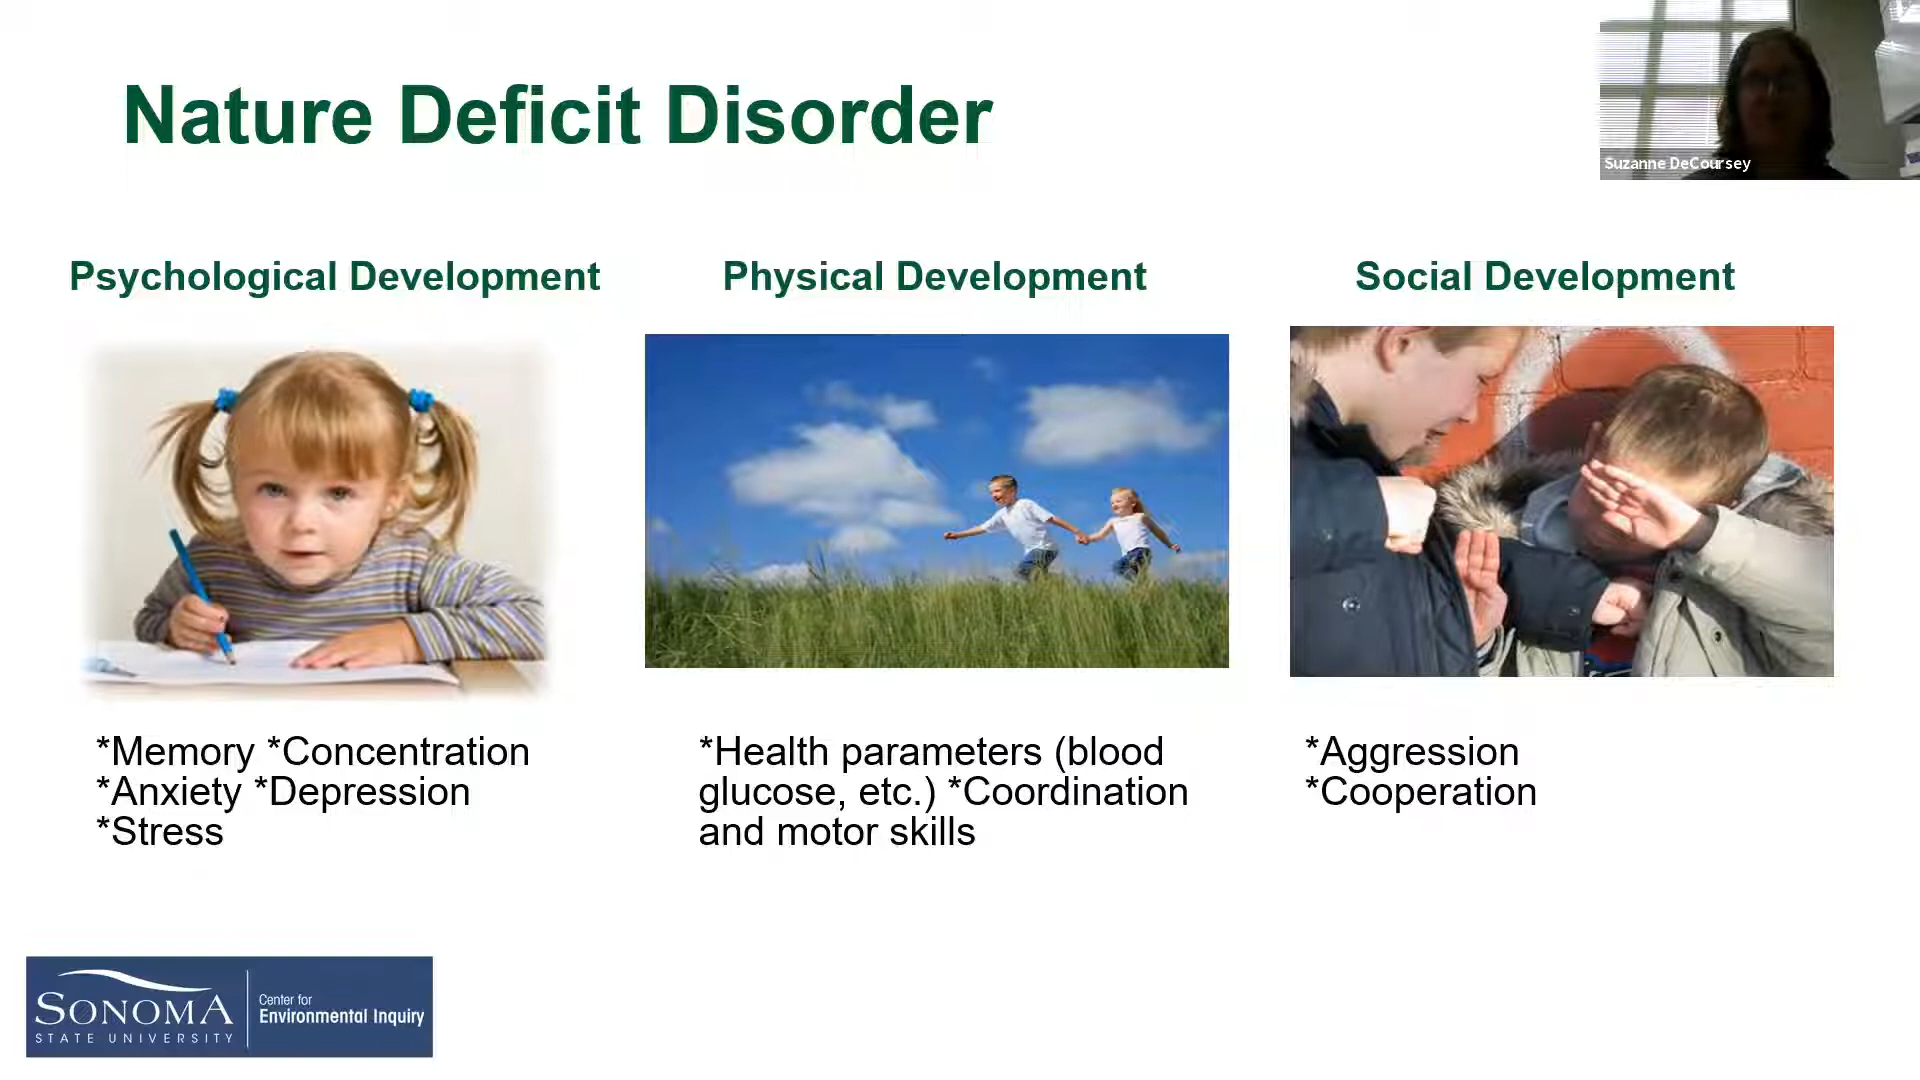 Nature Deficit Disorder
Suzanne DeCoursey
Psychological Development
Physical Development
Social Development
*Memory *Concentration
*Anxiety *Depression
*Stress
*Health parameters (blood
glucose, etc.) *Coordination
and motor skills
*Aggression
*Cooperation
SONOMA
STATE UNIVERSITY
Center for
Environmental Inquiry